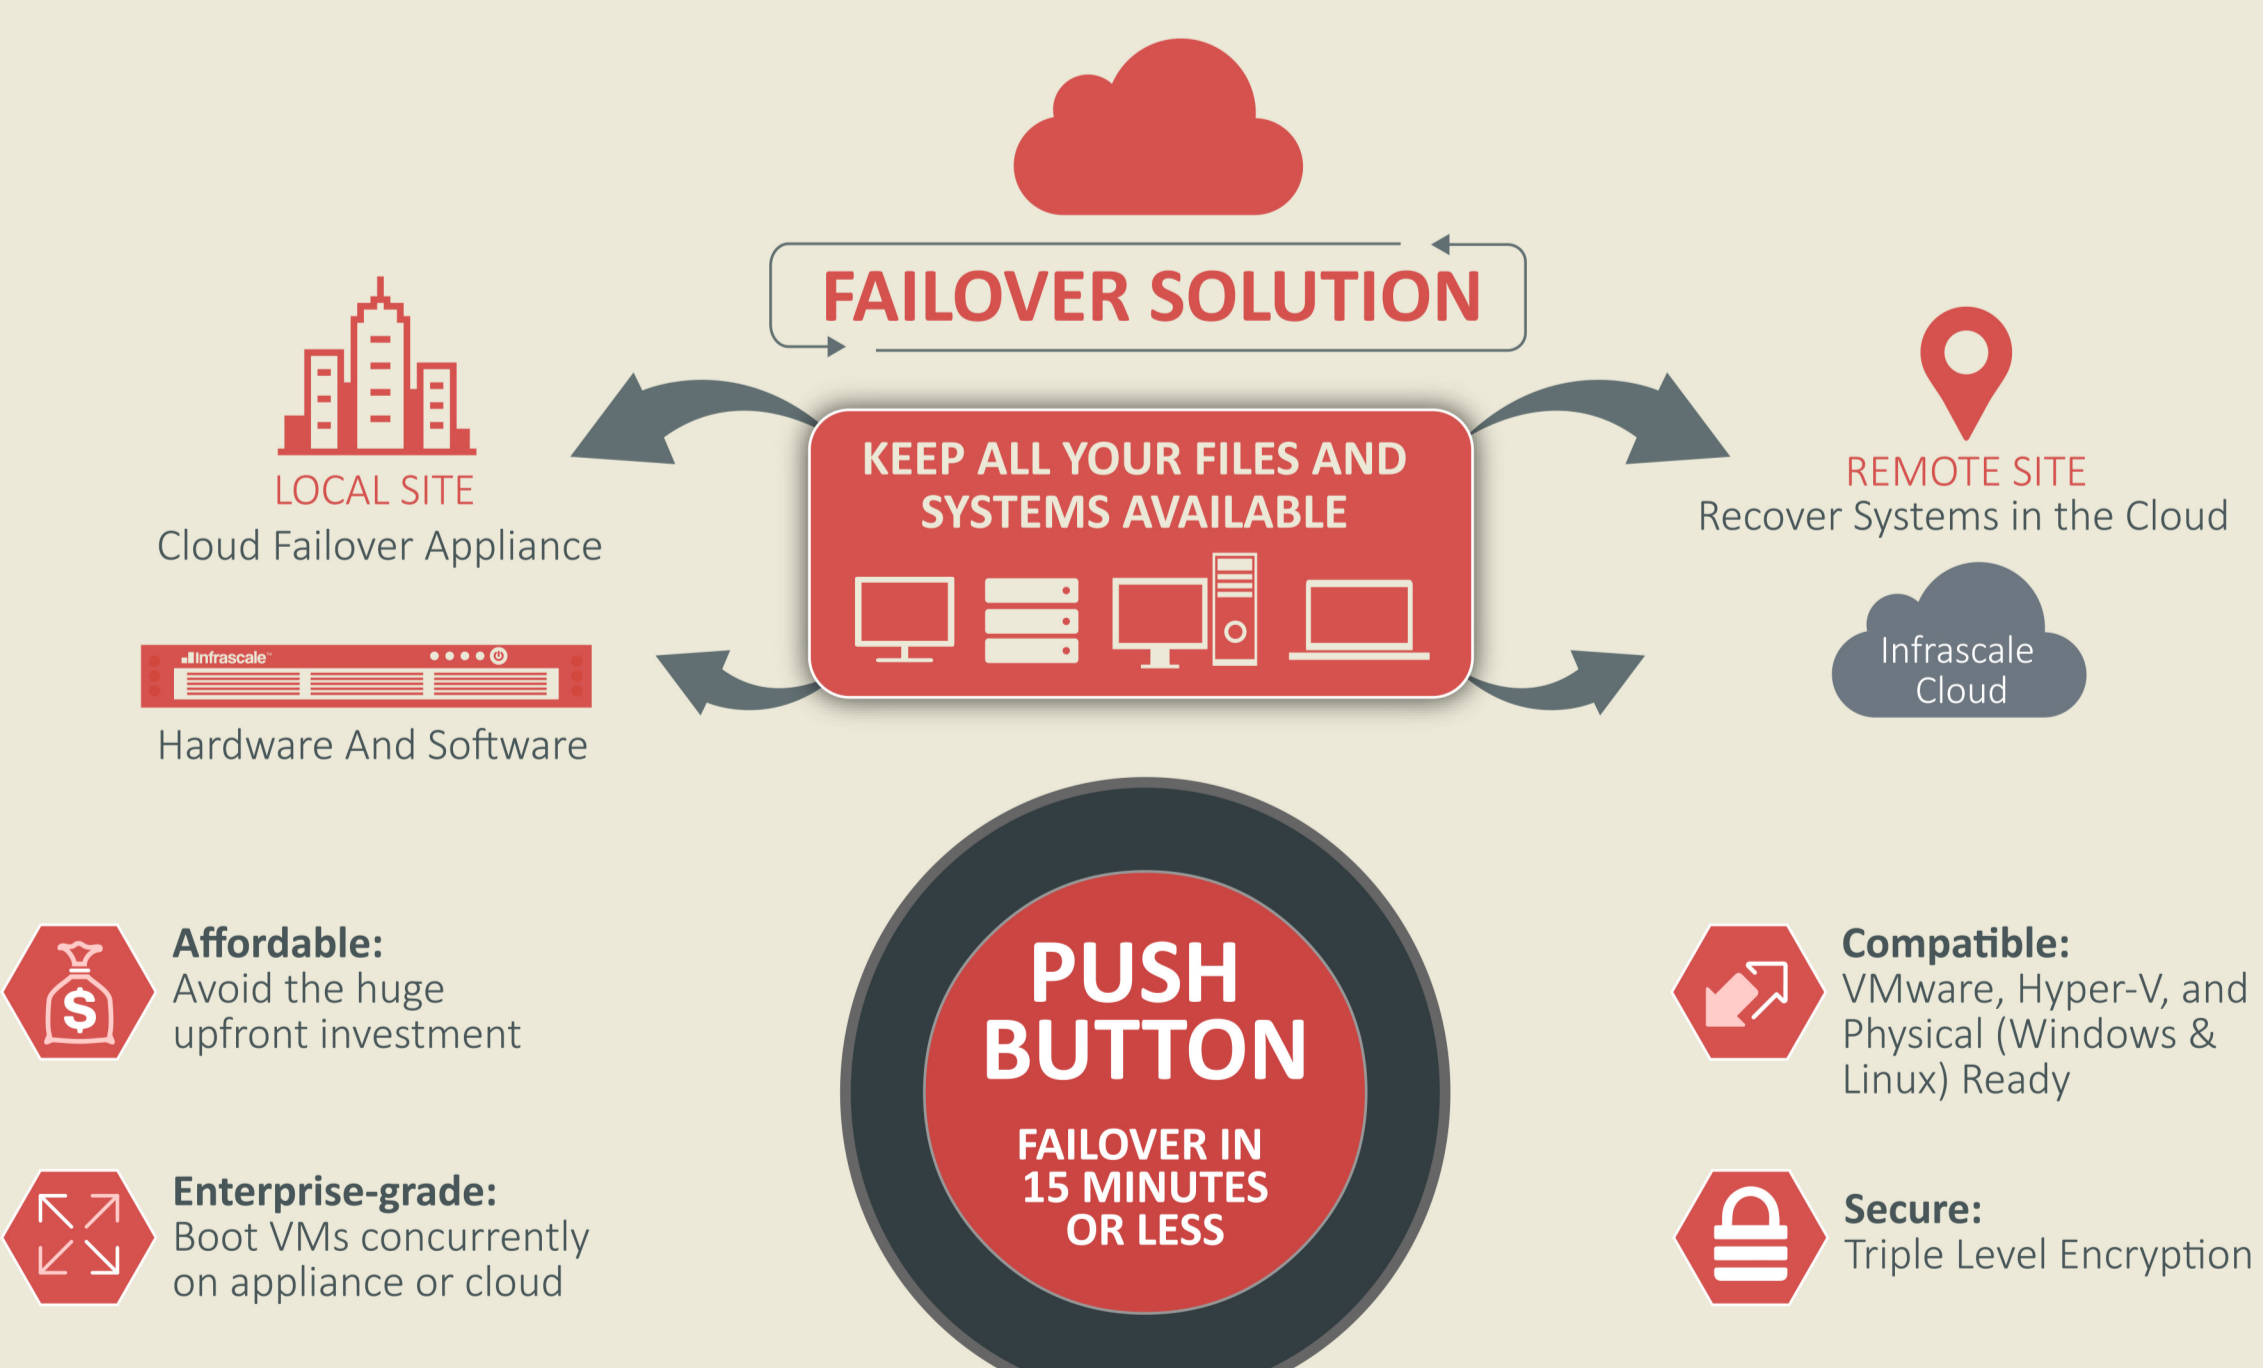 FAILOVER SOLUTION
LOCAL SITE
Cloud Failover Appliance
Infrascale™
Hardware And Software
KEEP ALL YOUR FILES AND
SYSTEMS AVAILABLE
REMOTE SITE
Recover Systems in the Cloud
Infrascale
Cloud
Affordable:
Avoid the huge
upfront investment
Enterprise-grade:
Boot VMs concurrently
on appliance or cloud
PUSH
BUTTON
FAILOVER IN
15 MINUTES
OR LESS
Compatible:
VMware, Hyper-V, and
Physical (Windows &
Linux) Ready
Secure:
Triple Level Encryption
$